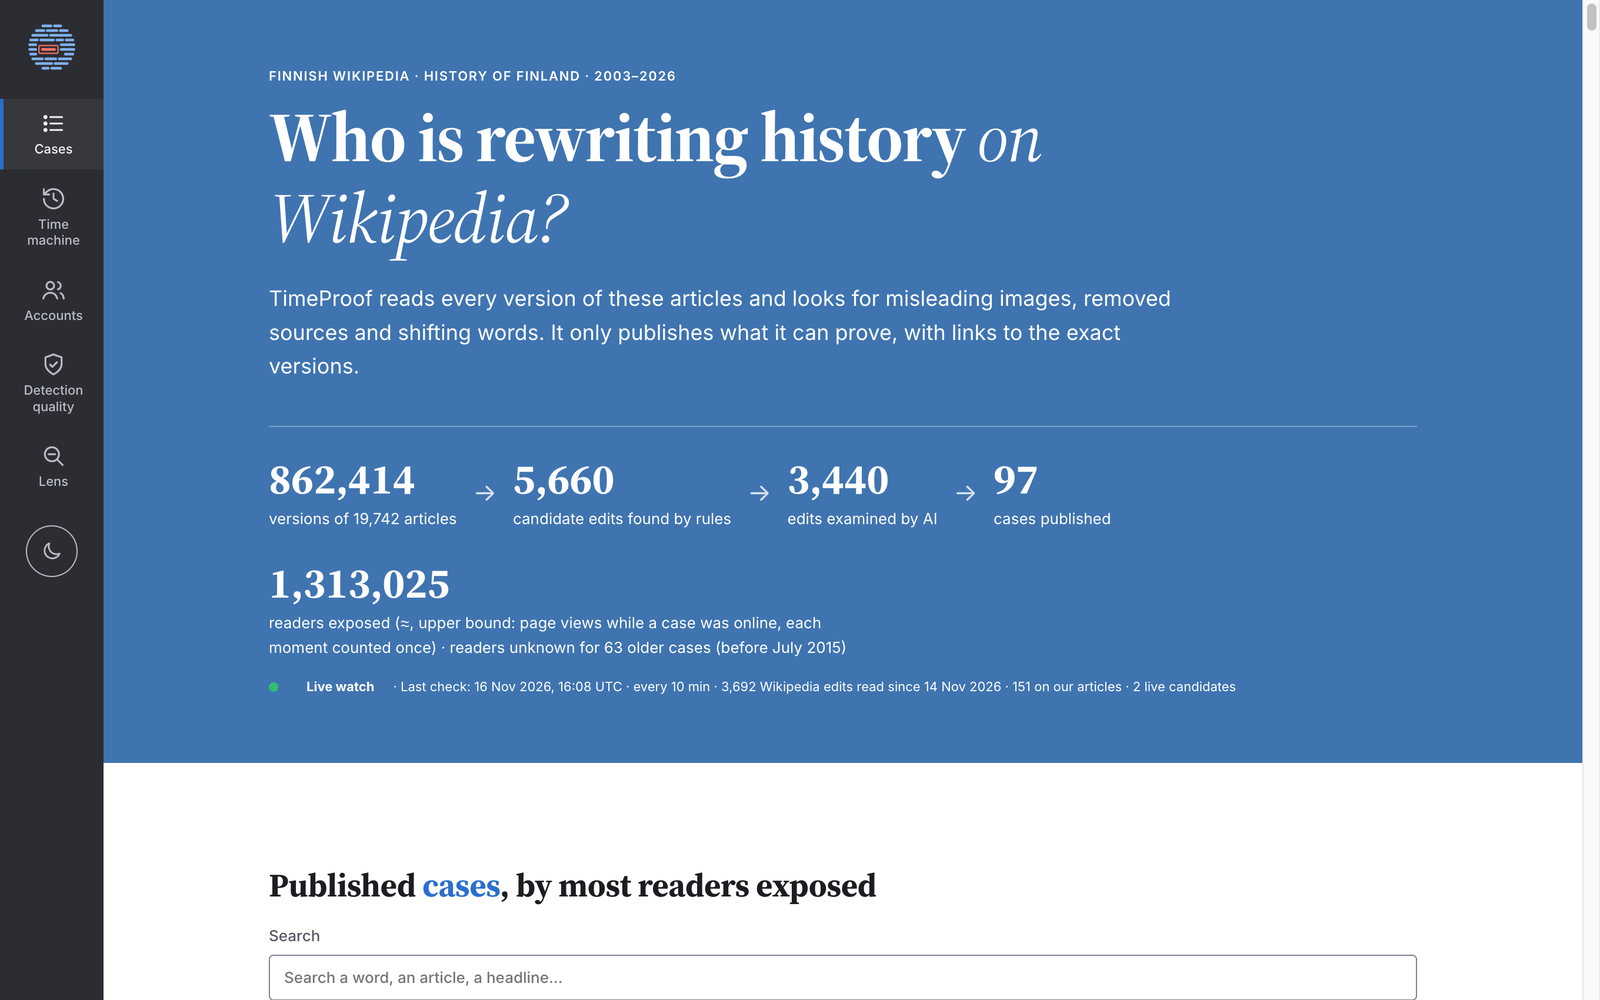 FINNISH WIKIPEDIA · HISTORY OF FINLAND · 2003–2026
Who is rewriting history on
Wikipedia?
TimeProof reads every version of these articles and looks for misleading images, removed
sources and shifting words. It only publishes what it can prove, with links to the exact
versions.
Cases
Time
machine
Accounts
Detection
quality
Lens
862,414 → 5,660 → 3,440 → 97
versions of 19,742 articles candidate edits found by rules edits examined by AI cases published
1,313,025
readers exposed (≈, upper bound: page views while a case was online, each
moment counted once) · readers unknown for 63 older cases (before July 2015)
Live watch · Last check: 16 Nov 2026, 16:08 UTC · every 10 min · 3,692 Wikipedia edits read since 14 Nov 2026 · 151 on our articles · 2 live candidates
Published cases, by most readers exposed
Search
Search a word, an article, a headline...